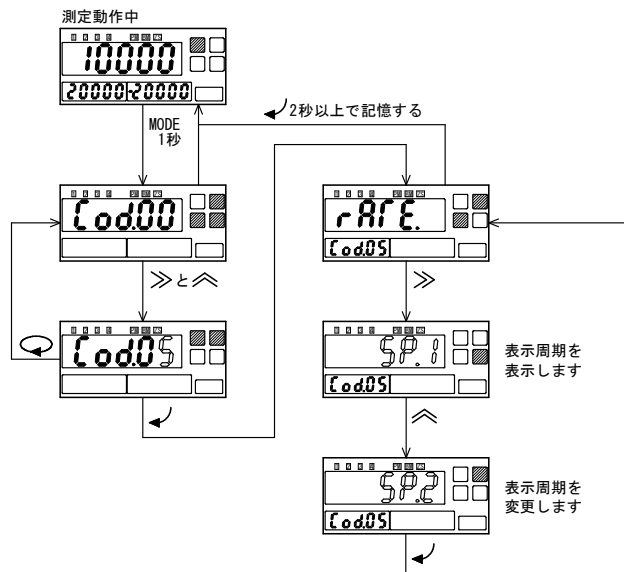 測定動作中
10000
20000 -20000
MODE
1秒
2秒以上で記憶する
Cod.00
rATE.
Cod.05
≫と︽
≫
Cod.05
SP.1
Cod.05
表示周期を
表示します
︽
SP.2
Cod.05
表示周期を
変更します